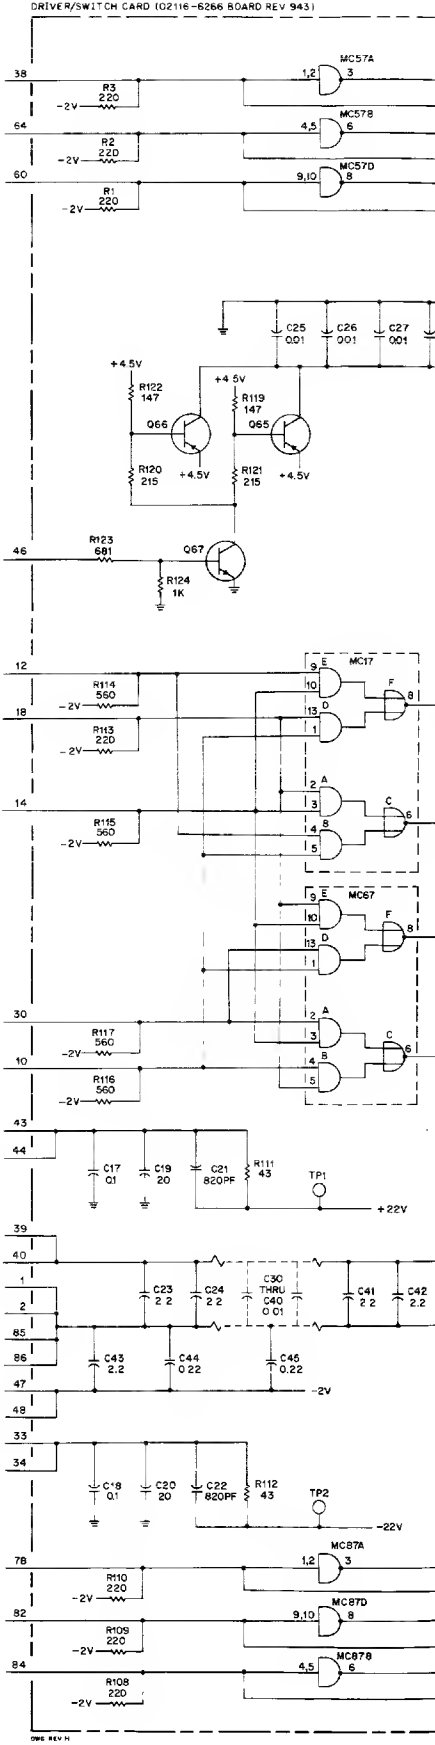 DRIVER/SWITCH CARD (02116-6266 BOARD REV 943)
MC57A
38 1,2 3
R3
220
-2V
MC57B
64 4,5 6
R2
220
-2V
MC57D
60 9,10 8
R1
220
-2V
C25 C26 C27
0.01 0.01 0.01
+4.5V
R122
147
+4.5V
R119
147
Q66 Q65
R120
215
+4.5V
R121
215
+4.5V
R123
681
46 Q67
R124
1K
MC17
12 9 E F 8
R114
560
-2V 10
18 13 D
R113
220
-2V 1
14 2 A
3 C 6
R115
560
-2V
4 B
5
MC67
9 E
10 F 8
13 D
1
30 2 A
3 C 6
R117
560
-2V
10 4 B
5
R116
560
-2V
43
44
C17
0.1
C19
20
C21
820PF
R111
43
TP1
+22V
39
40
1
2
85
86
C23
2.2
C24
2.2
C30
THRU
C40
0.01
C41
2.2
C42
2.2
C43
2.2
C44
0.22
C45
0.22
47 -2V
48
33
34
C18
0.1
C20
20
C22
820PF
R112
43
TP2
-22V
MC87A
78 1,2 3
R110
220
-2V
MC87D
82 9,10 8
R109
220
-2V
MC87B
84 4,5 6
R108
220
-2V
DWG REV H